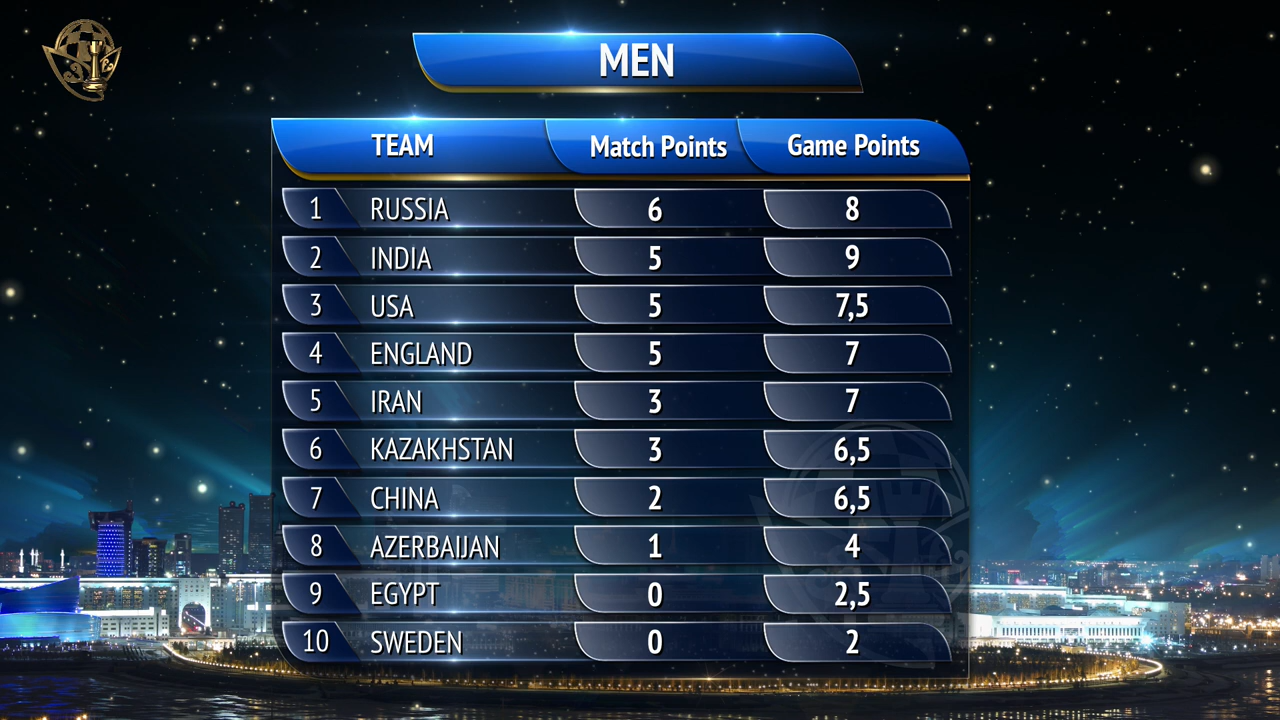 MEN
TEAM Match Points Game Points
1 RUSSIA 6 8
2 INDIA 5 9
3 USA 5 7,5
4 ENGLAND 5 7
5 IRAN 3 7
6 KAZAKHSTAN 3 6,5
7 CHINA 2 6,5
8 AZERBAIJAN 1 4
9 EGYPT 0 2,5
10 SWEDEN 0 2